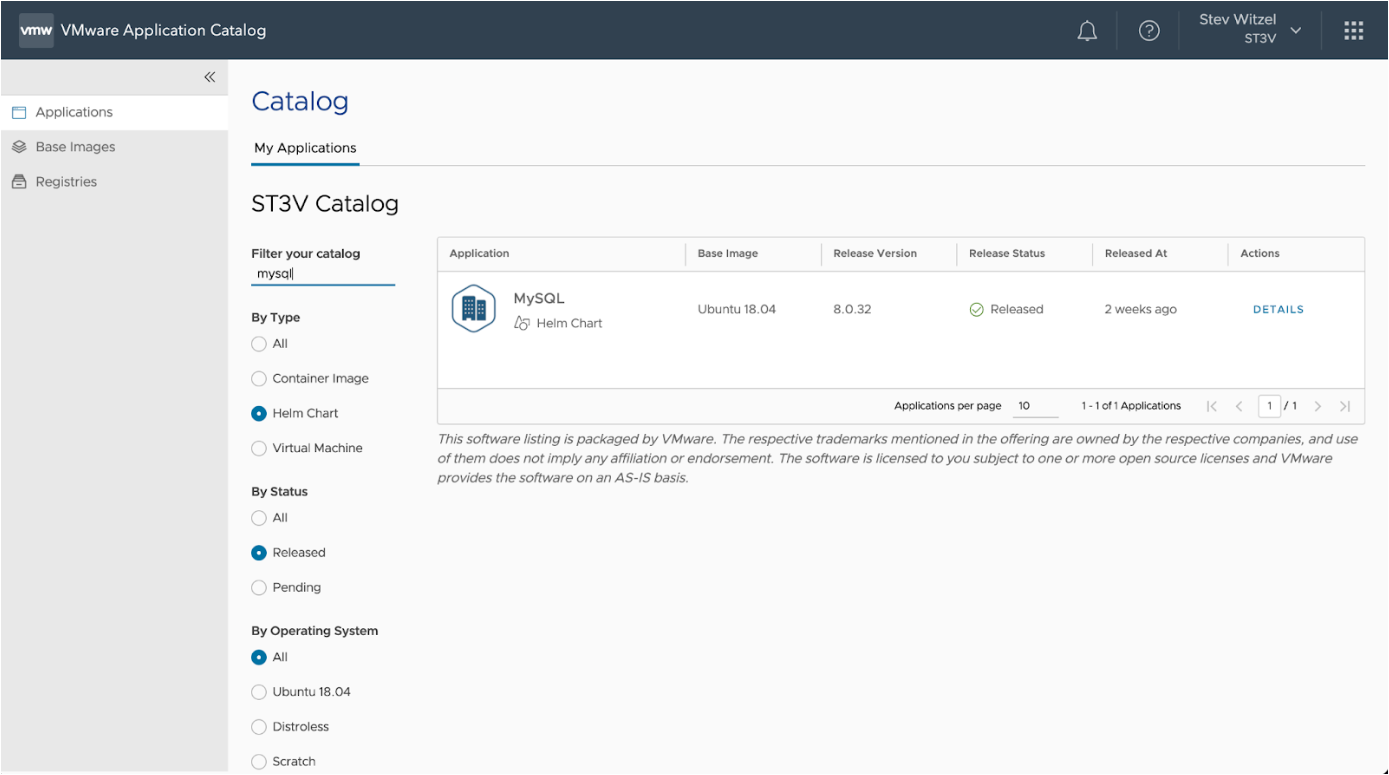 vmw VMware Application Catalog
Stev Witzel
ST3V
Applications
Base Images
Registries
Catalog
My Applications
ST3V Catalog
Filter your catalog
mysql
By Type
All
Container Image
Helm Chart
Virtual Machine
By Status
All
Released
Pending
By Operating System
All
Ubuntu 18.04
Distroless
Scratch
Application Base Image Release Version Release Status Released At Actions
MySQL
Helm Chart
Ubuntu 18.04 8.0.32 Released 2 weeks ago DETAILS
Applications per page 10 1 - 1 of 1 Applications 1 / 1
This software listing is packaged by VMware. The respective trademarks mentioned in the offering are owned by the respective companies, and use
of them does not imply any affiliation or endorsement. The software is licensed to you subject to one or more open source licenses and VMware
provides the software on an AS-IS basis.